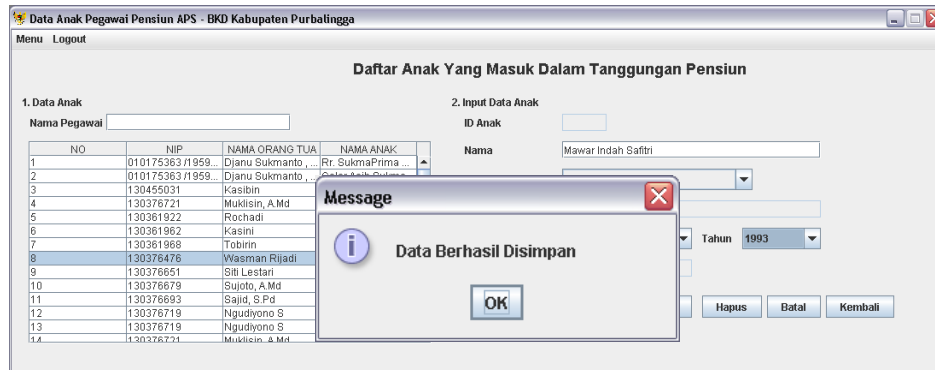 Data Anak Pegawai Pensiun APS - BKD Kabupaten Purbalingga
Menu Logout
Daftar Anak Yang Masuk Dalam Tanggungan Pensiun
1. Data Anak
Nama Pegawai
NO NIP NAMA ORANG TUA NAMA ANAK
1 010175363 /1959... Djanu Sukmanto , ... Rr. SukmaPrima ...
2 010175363 /1959... Djanu Sukmanto , ...
3 130455031 Kasibin
4 130376721 Muklisin, A.Md
5 130361922 Rochadi
6 130361962 Kasini
7 130361968 Tobirin
8 130376476 Wasman Rijadi
9 130376651 Siti Lestari
10 130376679 Sujoto, A.Md
11 130376693 Sajid, S.Pd
12 130376719 Ngudiyono S
13 130376719 Ngudiyono S
14 130376721 Muklisin, A.Md
2. Input Data Anak
ID Anak
Nama Mawar Indah Safitri
Tahun 1993
Hapus Batal Kembali
Message
Data Berhasil Disimpan
OK